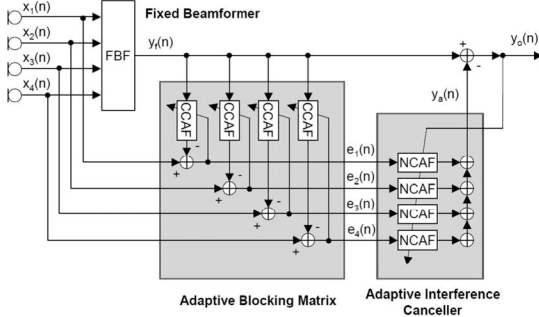 x1(n)
Fixed Beamformer
x2(n)
x3(n)
x4(n)
FBF
yf(n)
+
-
yo(n)
ya(n)
CCAF
CCAF
CCAF
CCAF
-
+
e1(n)
NCAF
-
+
e2(n)
NCAF
-
+
e3(n)
NCAF
-
+
e4(n)
NCAF
Adaptive Blocking Matrix
Adaptive Interference
Canceller